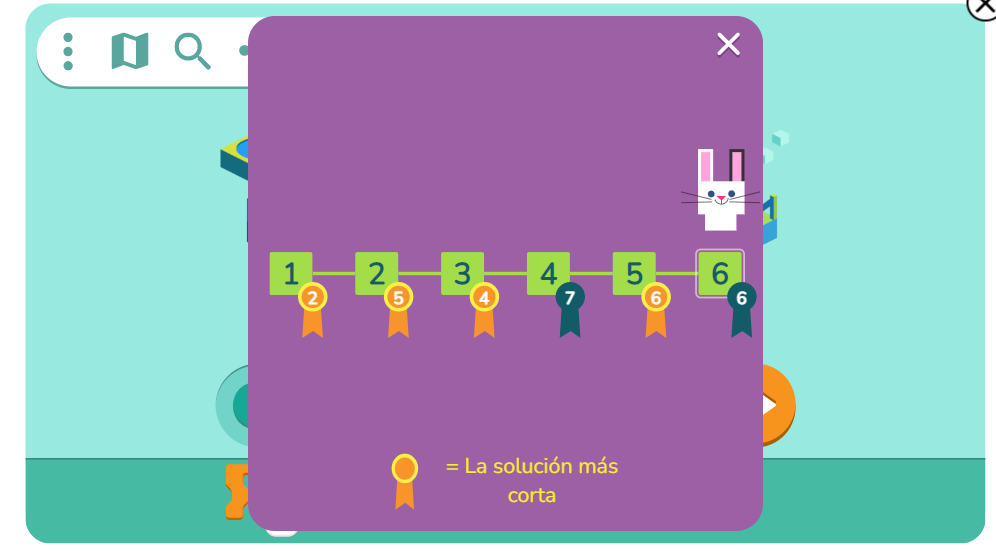 1 2 3 4 5 6
2 5 4 7 6 6
= La solución más
corta